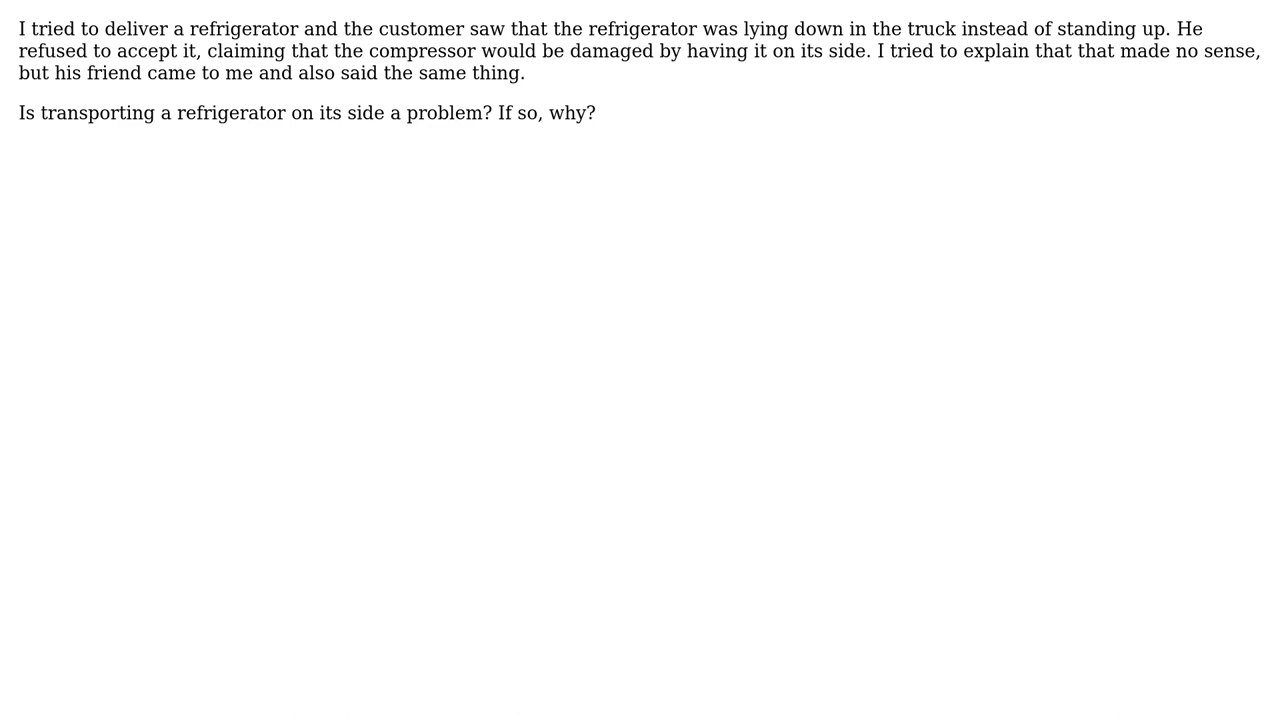 I tried to deliver a refrigerator and the customer saw that the refrigerator was lying down in the truck instead of standing up. He
refused to accept it, claiming that the compressor would be damaged by having it on its side. I tried to explain that that made no sense,
but his friend came to me and also said the same thing.
Is transporting a refrigerator on its side a problem? If so, why?